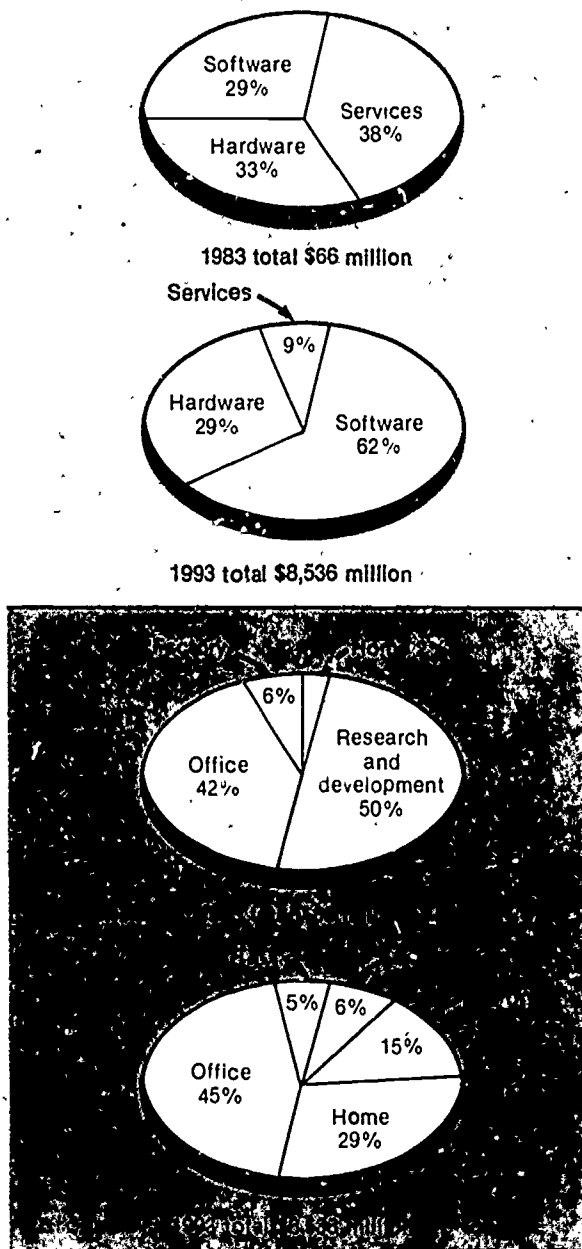 Software
29%
Services
38%
Hardware
33%
1983 total $66 million
Services
9%
Hardware
29%
Software
62%
1993 total $8,536 million
6%
Office
42%
Research
and
development
50%
5%
6%
15%
Office
45%
Home
29%
total